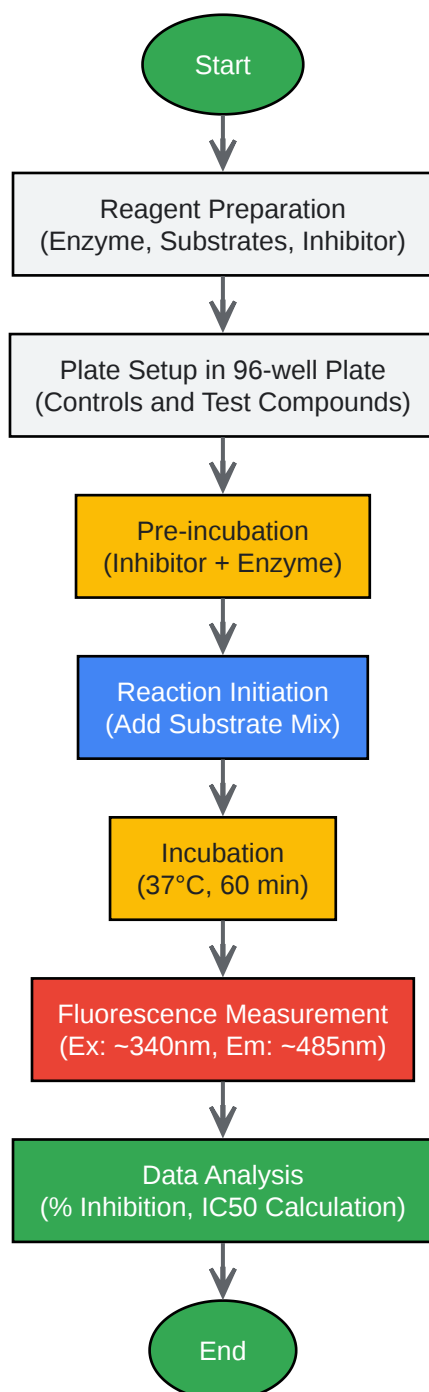 Start
Reagent Preparation
(Enzyme, Substrates, Inhibitor)
Plate Setup in 96-well Plate
(Controls and Test Compounds)
Pre-incubation
(Inhibitor + Enzyme)
Reaction Initiation
(Add Substrate Mix)
Incubation
(37°C, 60 min)
Fluorescence Measurement
(Ex: ~340nm, Em: ~485nm)
Data Analysis
(% Inhibition, IC50 Calculation)
End